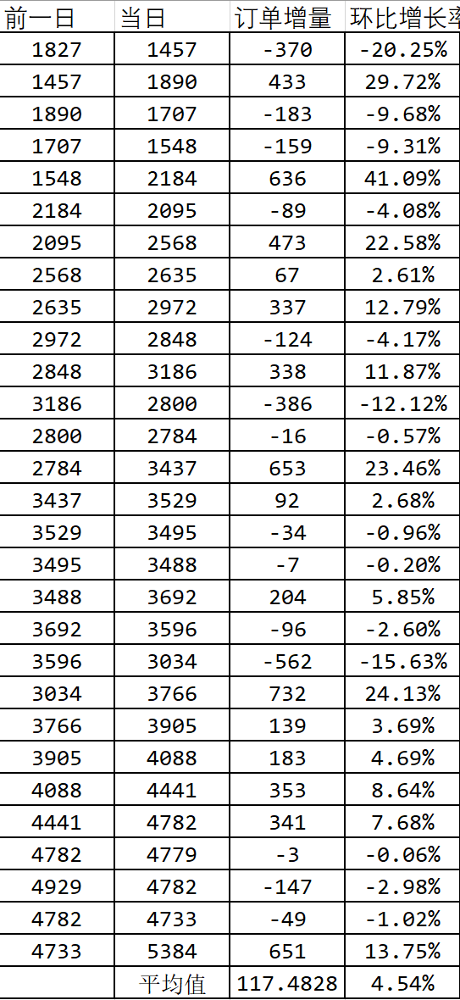 前一日 当日 订单增量 环比增长率
1827 1457 -370 -20.25%
1457 1890 433 29.72%
1890 1707 -183 -9.68%
1707 1548 -159 -9.31%
1548 2184 636 41.09%
2184 2095 -89 -4.08%
2095 2568 473 22.58%
2568 2635 67 2.61%
2635 2972 337 12.79%
2972 2848 -124 -4.17%
2848 3186 338 11.87%
3186 2800 -386 -12.12%
2800 2784 -16 -0.57%
2784 3437 653 23.46%
3437 3529 92 2.68%
3529 3495 -34 -0.96%
3495 3488 -7 -0.20%
3488 3692 204 5.85%
3692 3596 -96 -2.60%
3596 3034 -562 -15.63%
3034 3766 732 24.13%
3766 3905 139 3.69%
3905 4088 183 4.69%
4088 4441 353 8.64%
4441 4782 341 7.68%
4782 4779 -3 -0.06%
4929 4782 -147 -2.98%
4782 4733 -49 -1.02%
4733 5384 651 13.75%
平均值 117.4828 4.54%